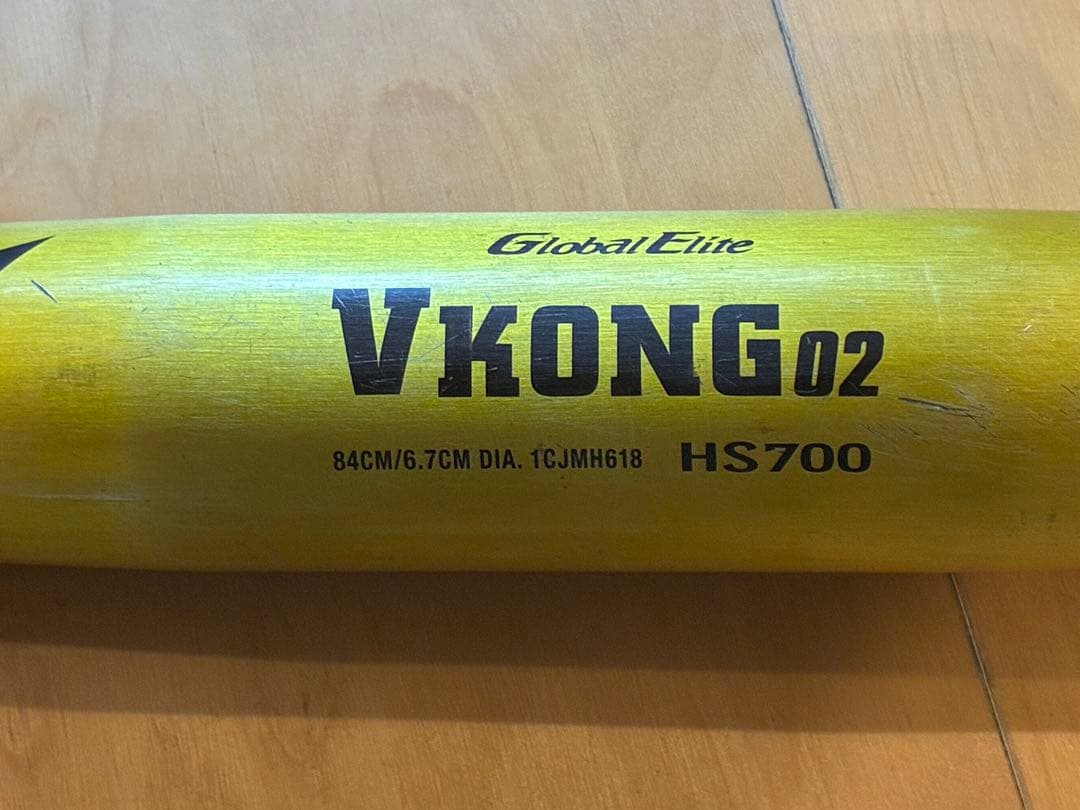 Global Elite
VKONG02
84CM/6.7CM DIA. 1CJMH618 HS700